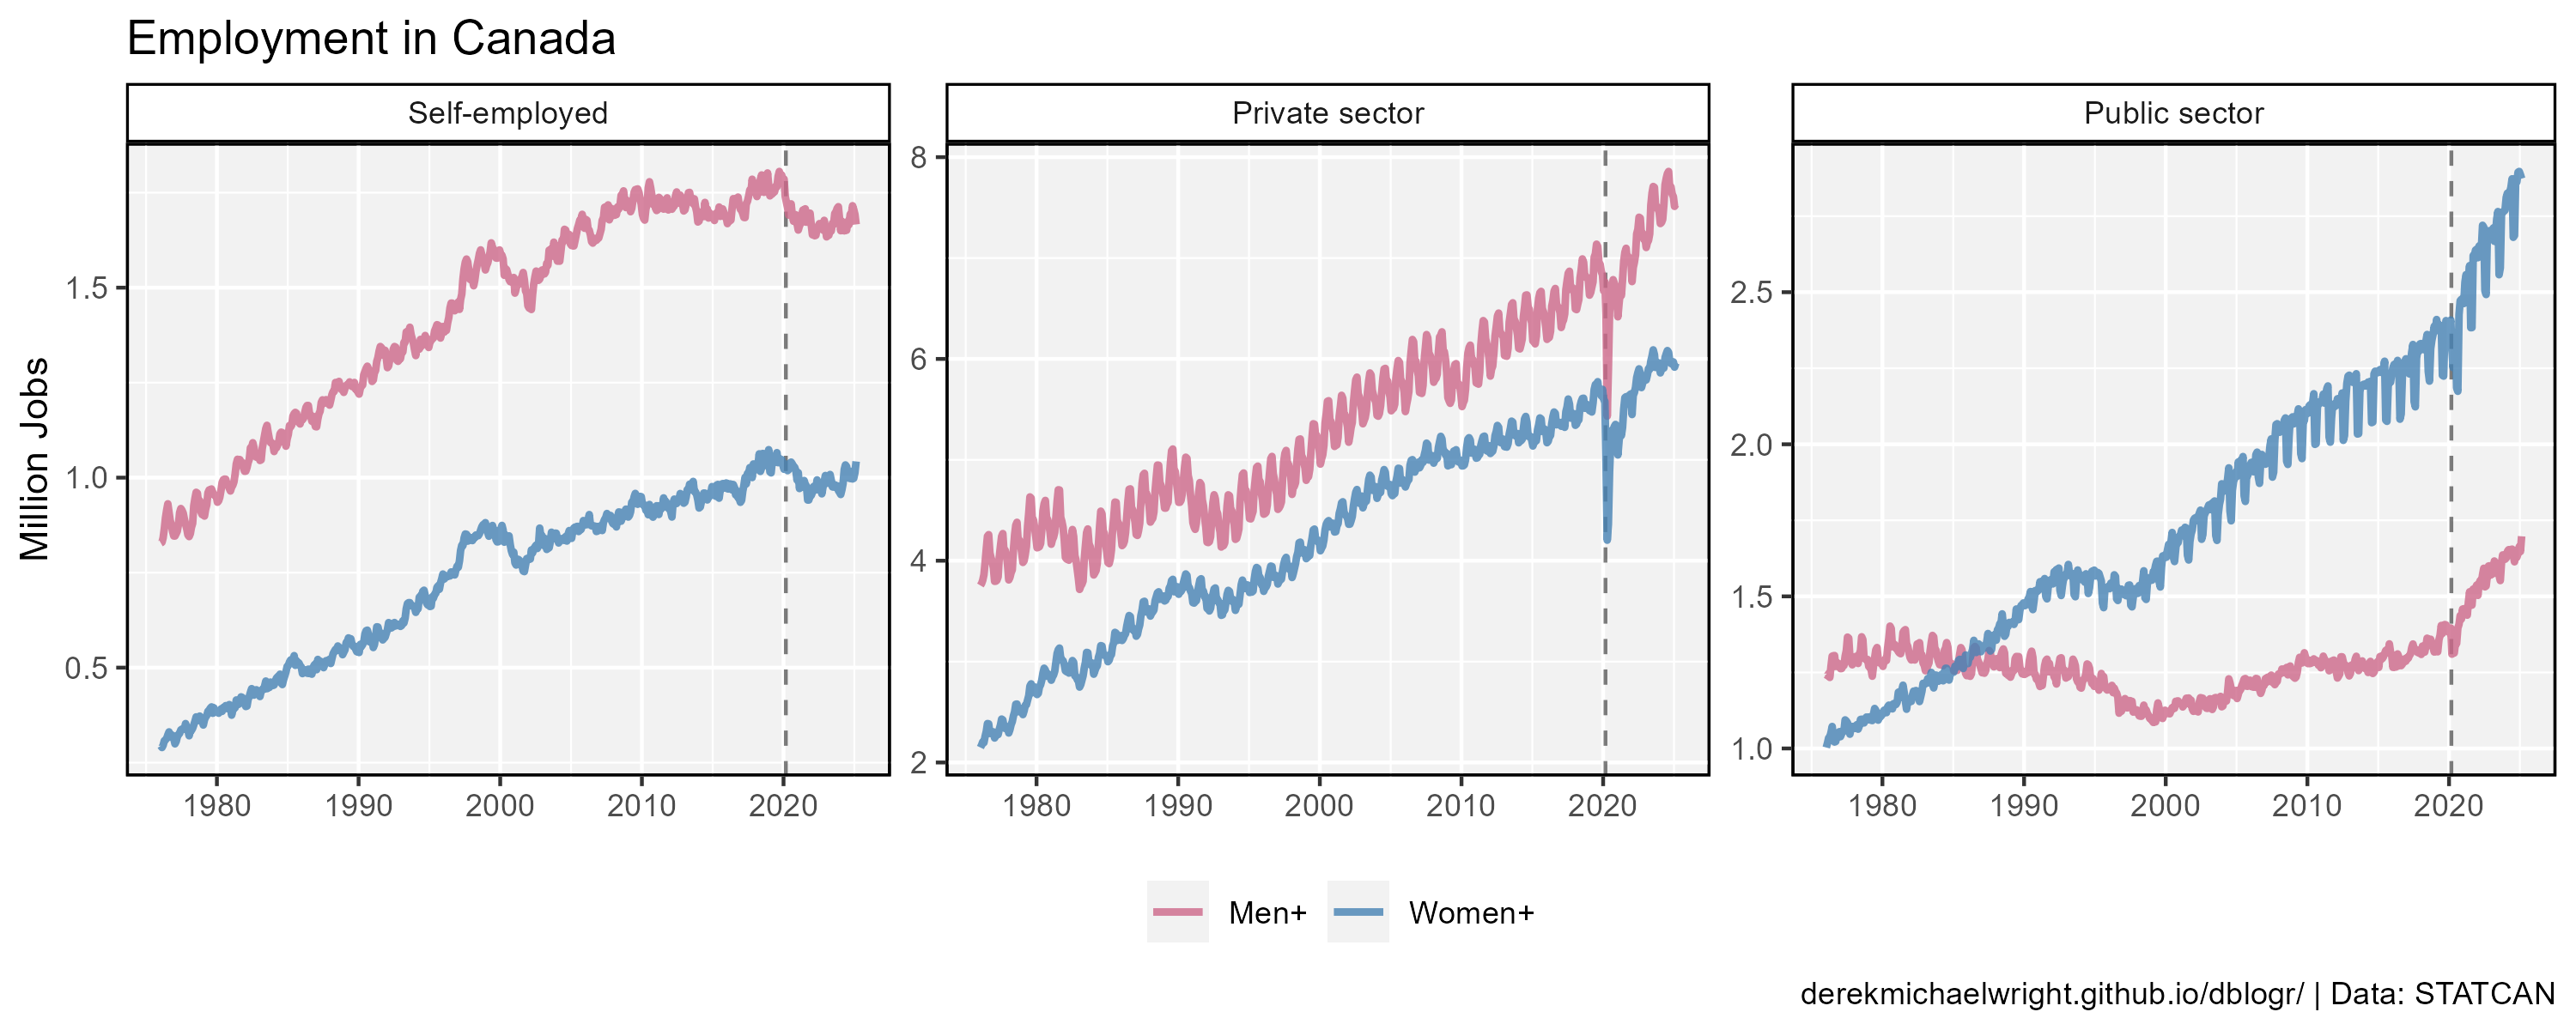 Employment in Canada
Self-employed
Private sector
Public sector
Million Jobs
1.5
1.0
0.5
1980 1990 2000 2010 2020
8
6
4
2
1980 1990 2000 2010 2020
2.5
2.0
1.5
1.0
1980 1990 2000 2010 2020
Men+ Women+
derekmichaelwright.github.io/dblogr/ | Data: STATCAN